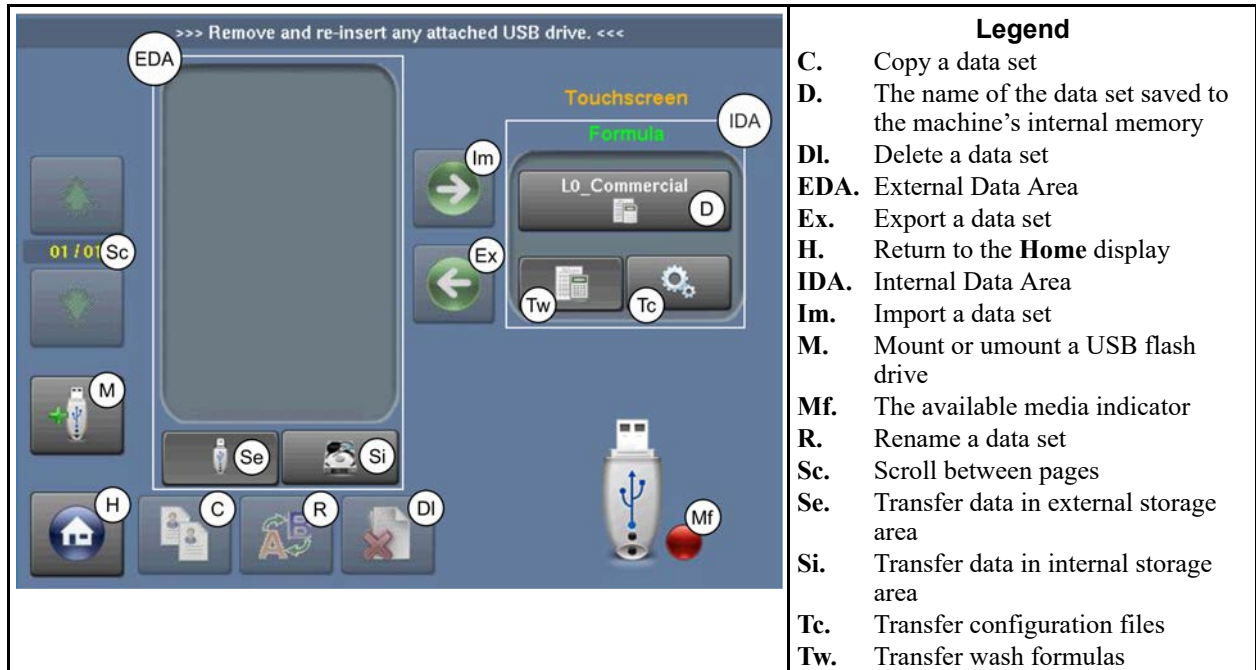 >>> Remove and re-insert any attached USB drive. <<<
EDA
Touchscreen
IDA
Formula
Im
L0_Commercial
D
01 / 01
Sc
Ex
Tw
Tc
M
Se
Si
H
C
R
Dl
Mf
Legend
C. Copy a data set
D. The name of the data set saved to
the machine's internal memory
Dl. Delete a data set
EDA. External Data Area
Ex. Export a data set
H. Return to the Home display
IDA. Internal Data Area
Im. Import a data set
M. Mount or umount a USB flash
drive
Mf. The available media indicator
R. Rename a data set
Sc. Scroll between pages
Se. Transfer data in external storage
area
Si. Transfer data in internal storage
area
Tc. Transfer configuration files
Tw. Transfer wash formulas